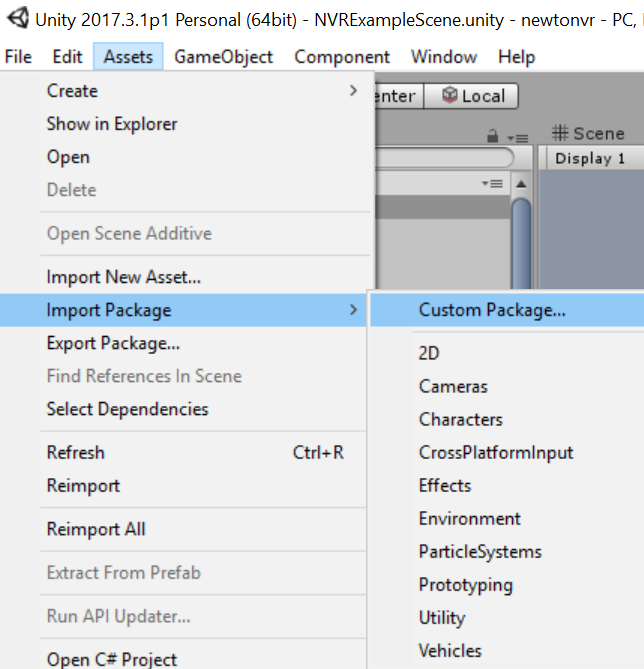 Unity 2017.3.1p1 Personal (64bit) - NVRExampleScene.unity - newtonvr - PC,
File Edit Assets GameObject Component Window Help
enter Local
Scene
Display 1
Create
Show in Explorer
Open
Delete
Open Scene Additive
Import New Asset...
Import Package
Export Package...
Find References In Scene
Select Dependencies
Refresh Ctrl+R
Reimport
Reimport All
Extract From Prefab
Run API Updater...
Open C# Project
Custom Package...
2D
Cameras
Characters
CrossPlatformInput
Effects
Environment
ParticleSystems
Prototyping
Utility
Vehicles